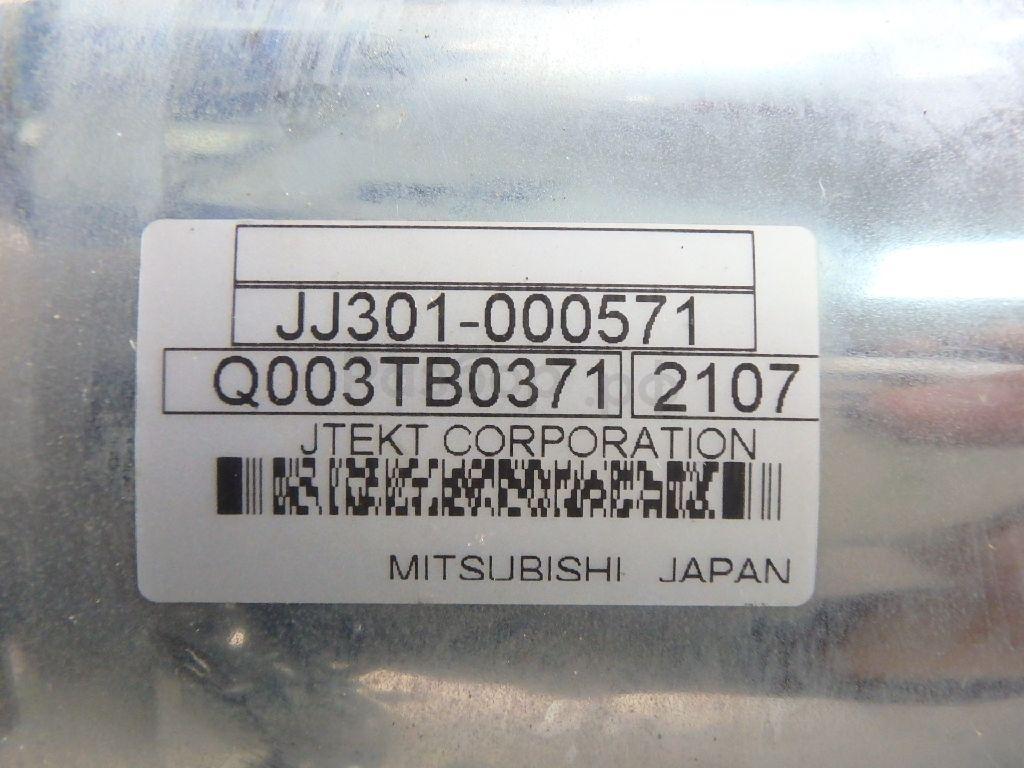 JJ301-000571
Q003TB0371 2107
JTEKT CORPORATION
MITSUBISHI JAPAN